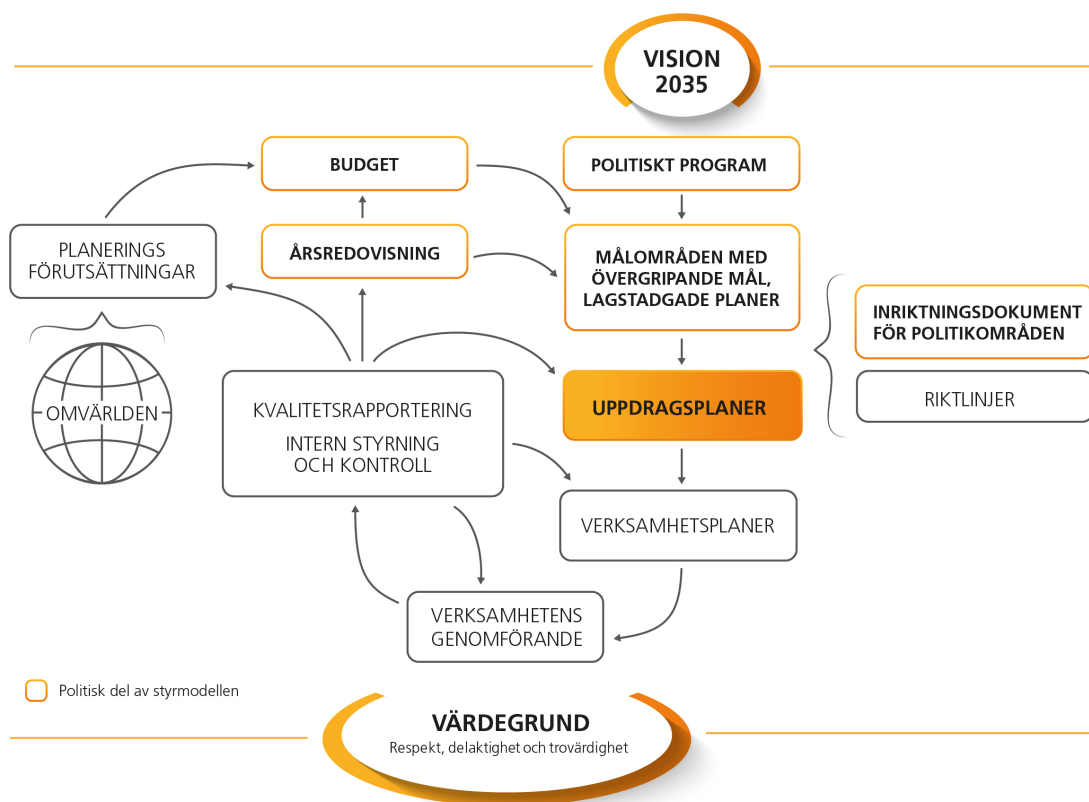 VISION
2035
BUDGET
POLITISKT PROGRAM
PLANERINGS
FÖRUTSÄTTNINGAR
ÅRSREDOVISNING
MÅLOMRÅDEN MED
ÖVERGRIPANDE MÅL,
LAGSTADGADE PLANER
INRIKTNINGSDOKUMENT
FÖR POLITIKOMRÅDEN
RIKTLINJER
OMVÄRLDEN
KVALITETSRAPPORTERING
INTERN STYRNING
OCH KONTROLL
UPPDRAGSPLANER
VERKSAMHETSPLANER
VERKSAMHETENS
GENOMFÖRANDE
Politisk del av styrmodellen
VÄRDEGRUND
Respekt, delaktighet och trovärdighet